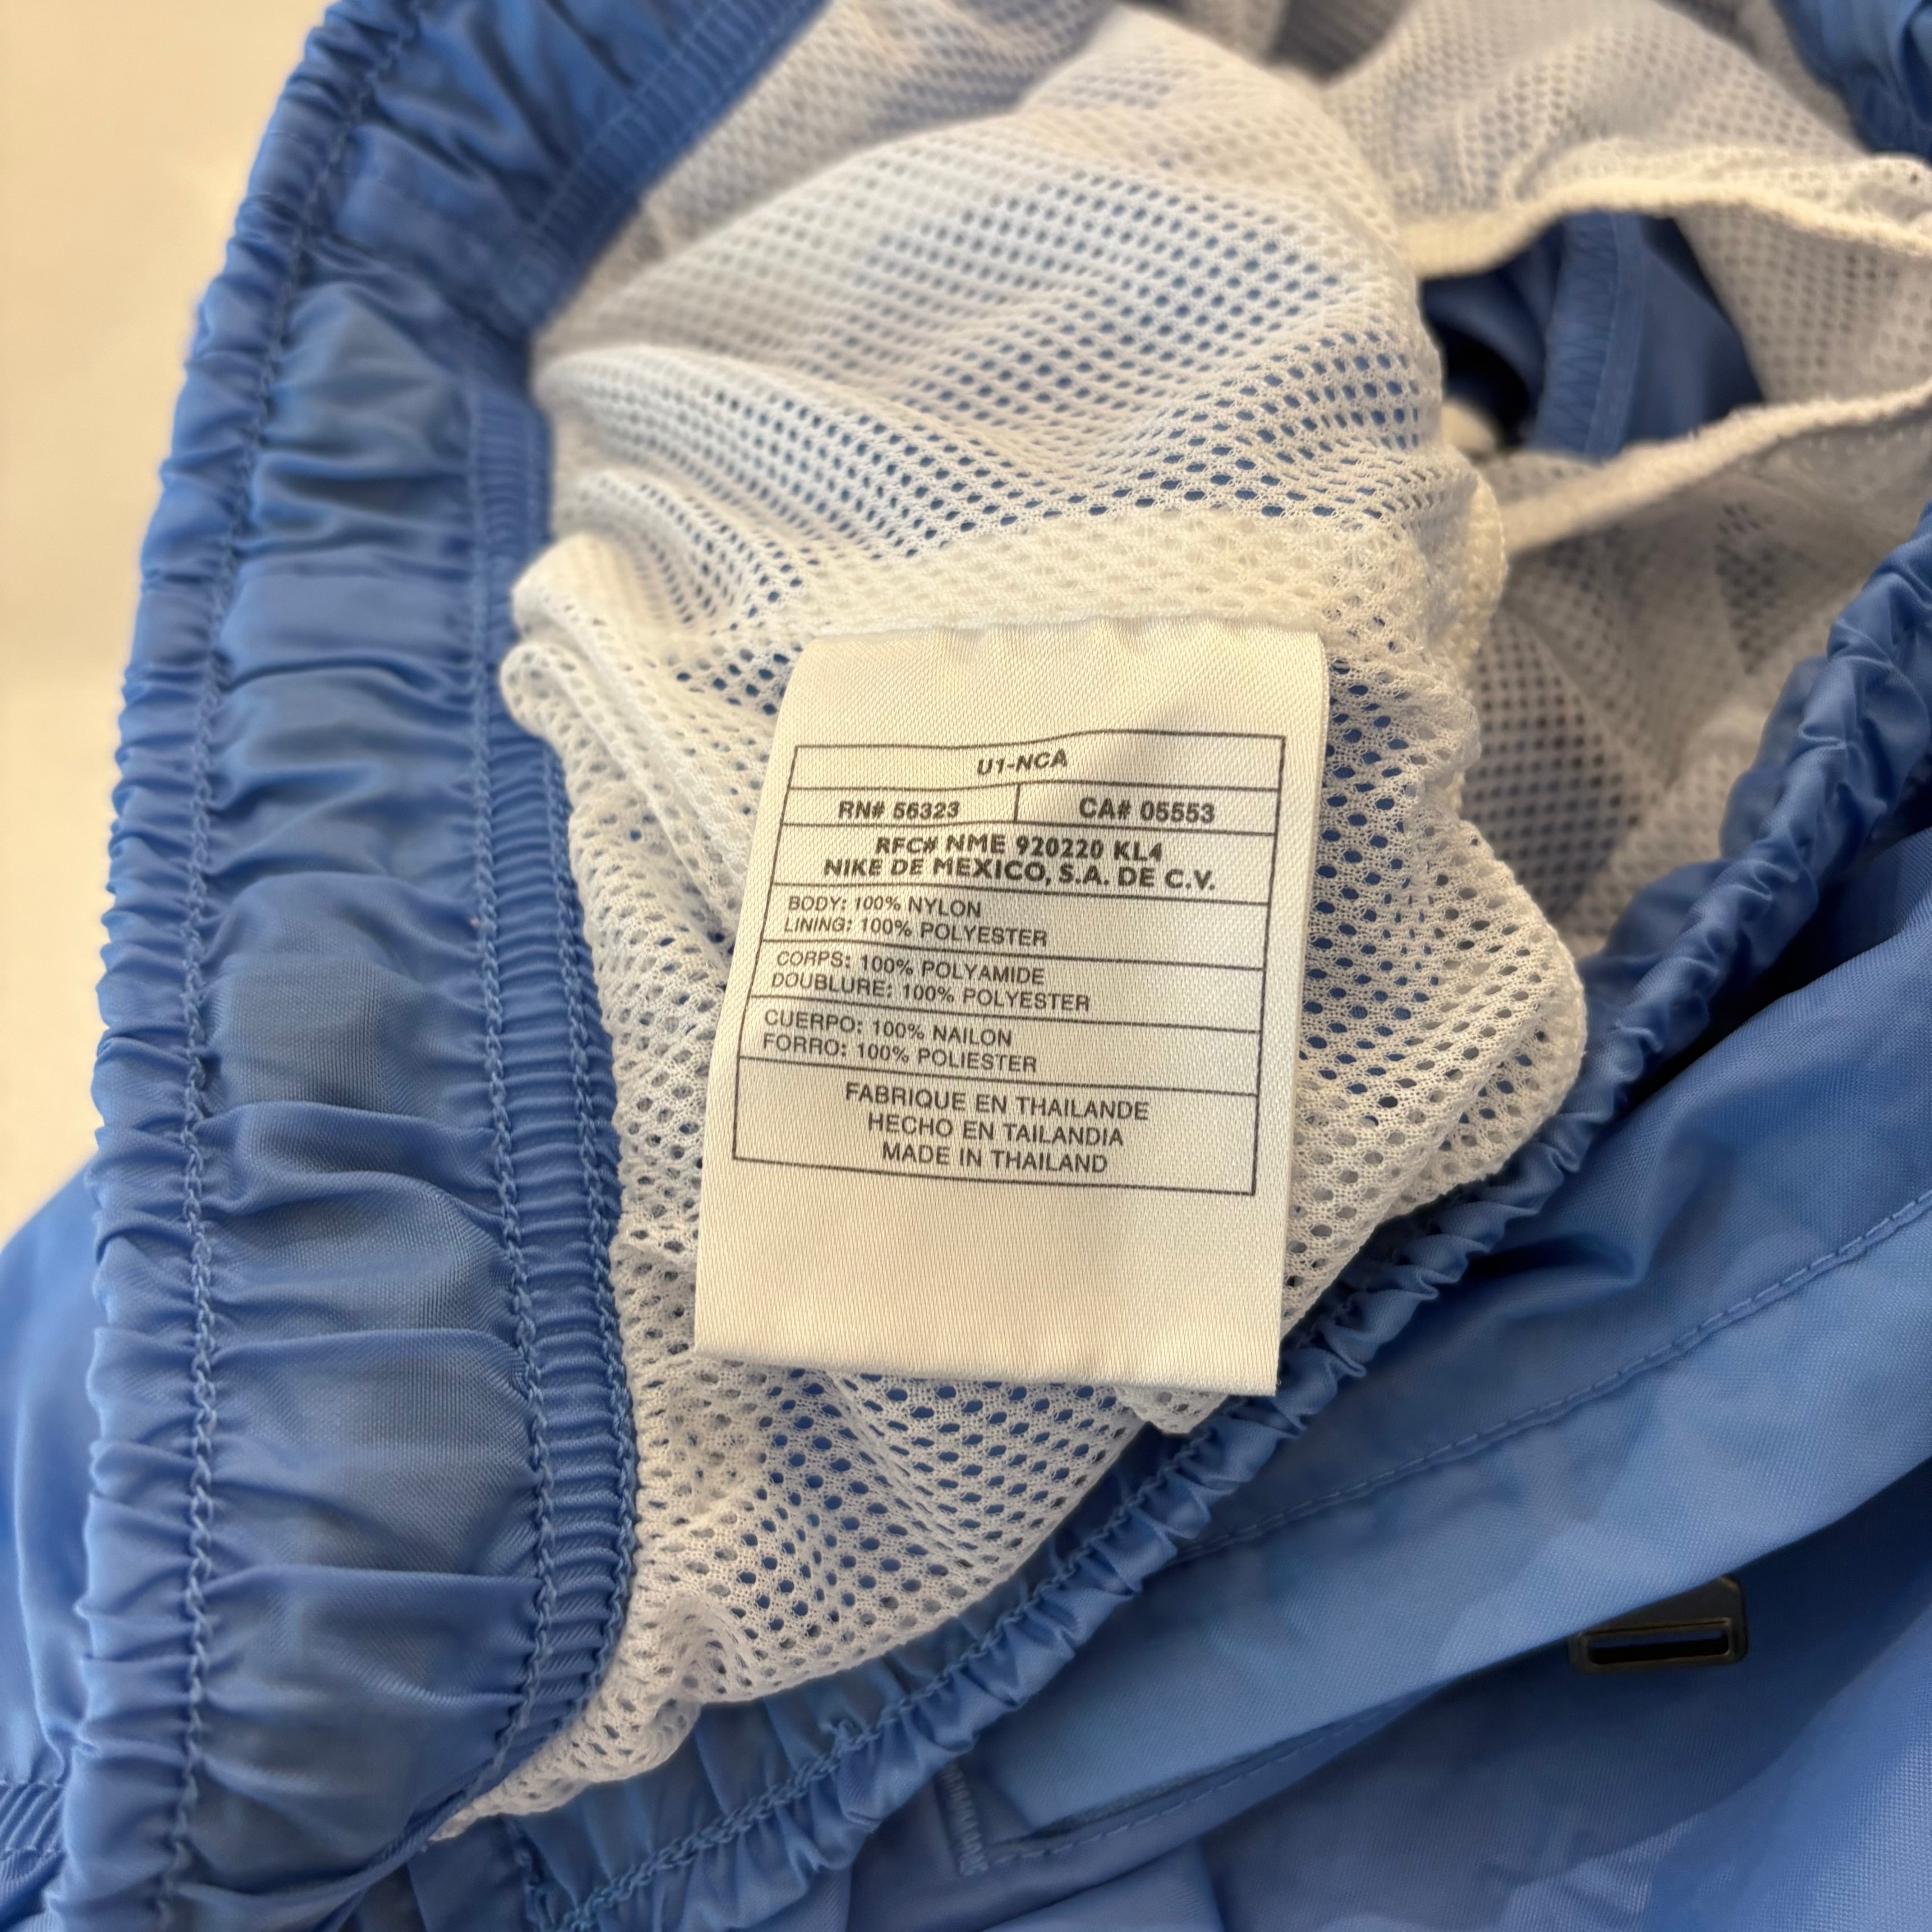 U1-NCA
RN# 56323 CA# 05553
RFC# NME 920220 KL4
NIKE DE MEXICO, S.A. DE C.V.
BODY: 100% NYLON
LINING: 100% POLYESTER
CORPS: 100% POLYAMIDE
DOUBLURE: 100% POLYESTER
CUERPO: 100% NAILON
FORRO: 100% POLIESTER
FABRIQUE EN THAILANDE
HECHO EN TAILANDIA
MADE IN THAILAND